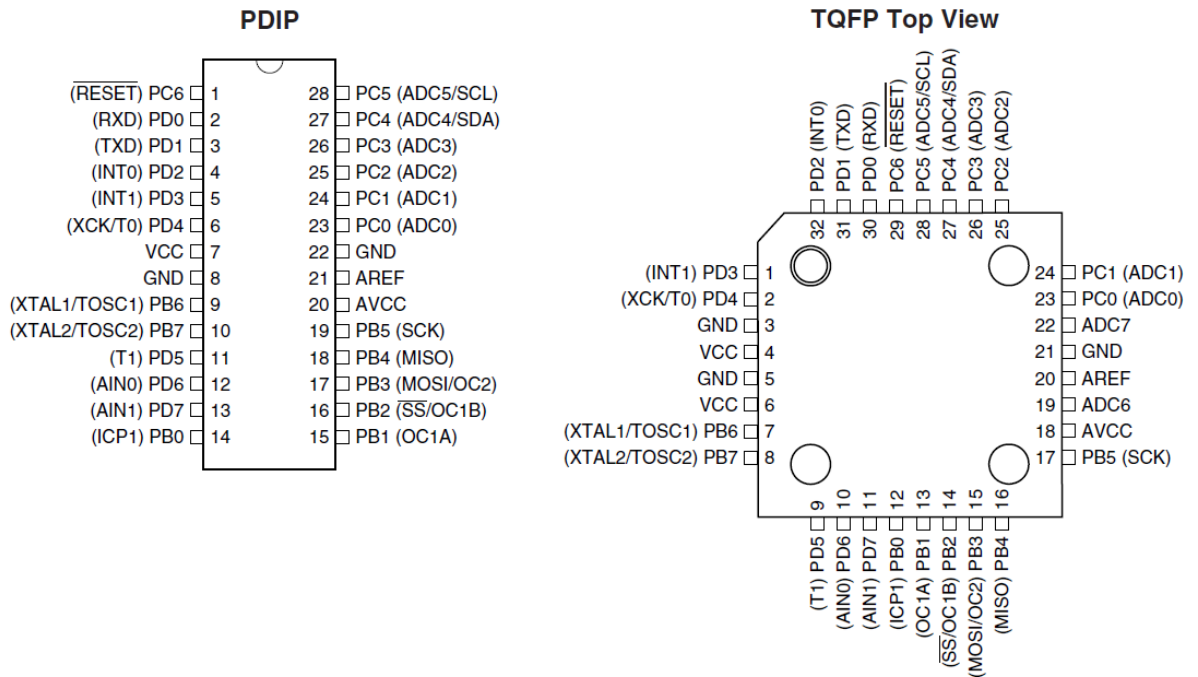 PDIP
(RESET) PC6 1
(RXD) PD0 2
(TXD) PD1 3
(INT0) PD2 4
(INT1) PD3 5
(XCK/T0) PD4 6
VCC 7
GND 8
(XTAL1/TOSC1) PB6 9
(XTAL2/TOSC2) PB7 10
(T1) PD5 11
(AIN0) PD6 12
(AIN1) PD7 13
(ICP1) PB0 14
28 PC5 (ADC5/SCL)
27 PC4 (ADC4/SDA)
26 PC3 (ADC3)
25 PC2 (ADC2)
24 PC1 (ADC1)
23 PC0 (ADC0)
22 GND
21 AREF
20 AVCC
19 PB5 (SCK)
18 PB4 (MISO)
17 PB3 (MOSI/OC2)
16 PB2 (SS/OC1B)
15 PB1 (OC1A)
TQFP Top View
32 PD2 (INT0)
31 PD1 (TXD)
30 PD0 (RXD)
29 PC6 (RESET)
28 PC5 (ADC5/SCL)
27 PC4 (ADC4/SDA)
26 PC3 (ADC3)
25 PC2 (ADC2)
(INT1) PD3 1
(XCK/T0) PD4 2
GND 3
VCC 4
GND 5
VCC 6
(XTAL1/TOSC1) PB6 7
(XTAL2/TOSC2) PB7 8
24 PC1 (ADC1)
23 PC0 (ADC0)
22 ADC7
21 GND
20 AREF
19 ADC6
18 AVCC
17 PB5 (SCK)
(T1) PD5 9
(AIN0) PD6 10
(AIN1) PD7 11
(ICP1) PB0 12
(OC1A) PB1 13
(SS/OC1B) PB2 14
(MOSI/OC2) PB3 15
(MISO) PB4 16